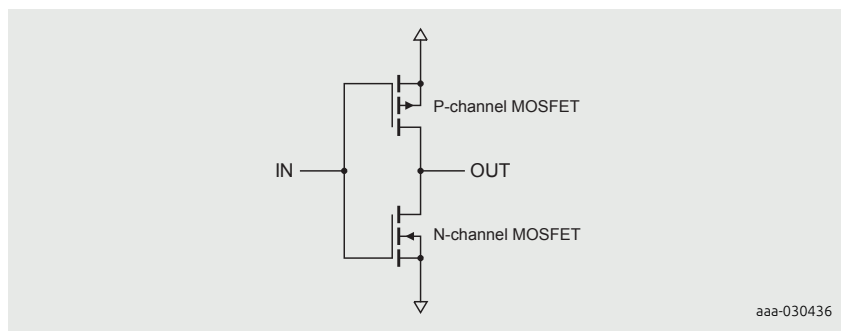 P-channel MOSFET
IN
OUT
N-channel MOSFET
aaa-030436